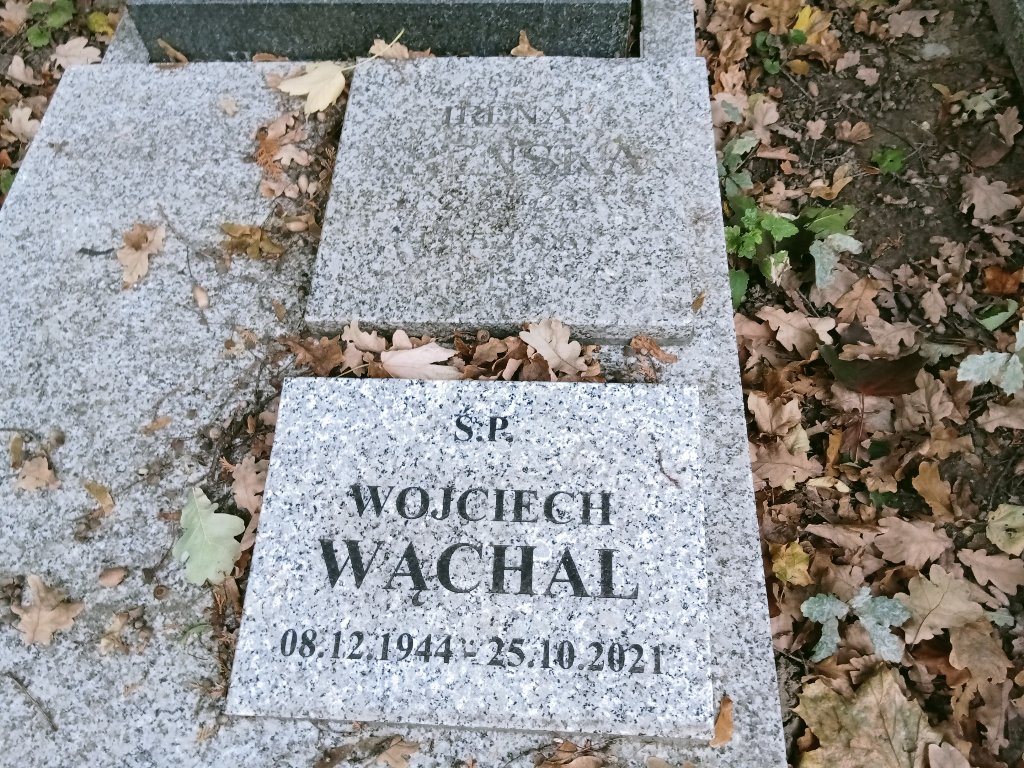 IRENA
Ś.P.
WOJCIECH
WĄCHAL
08.12.1944 - 25.10.2021